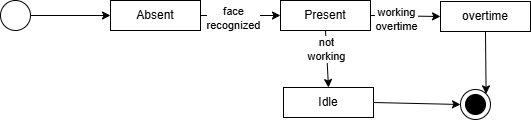 Absent
face
recognized
Present
working
overtime
overtime
not
working
Idle